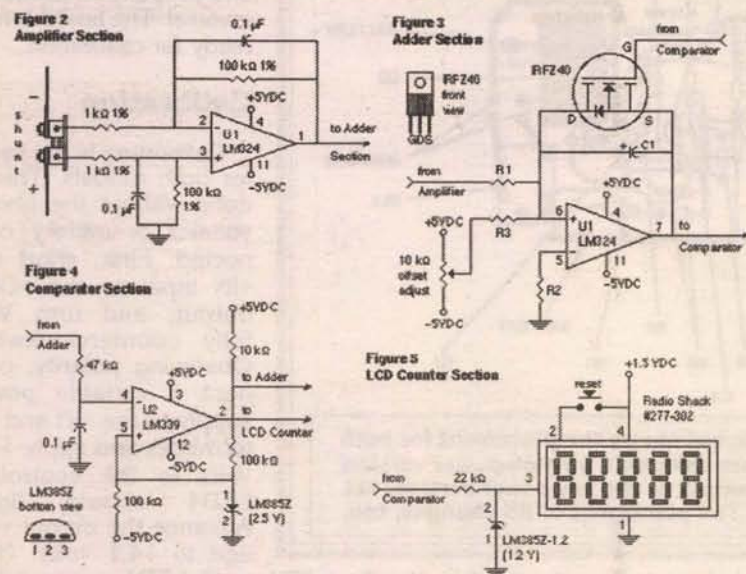 Figure 2
Amplifier Section
0.1 µF
100 kΩ 1%
+5VDC
4
−
shunt
+
1 kΩ 1%
1 kΩ 1%
2
3
−
+
U1
LM324
1
11
−5VDC
to Adder
Section
0.1 µF
100 kΩ
1%
Figure 3
Adder Section
from
Comparator
IRFZ40
front
view
GDS
IRFZ40
G
D
S
+
C1
from
Amplifier
R1
R3
+5VDC
10 kΩ
offset
adjust
−5VDC
+5VDC
4
6
5
U1
LM324
7
11
−5VDC
to
Comparator
R2
Figure 4
Comparator Section
from
Adder
47 kΩ
0.1 µF
+5VDC
3
4
5
−
+
U2
LM339
2
12
−5VDC
+5VDC
10 kΩ
to Adder
to
LCD Counter
100 kΩ
100 kΩ
−5VDC
1
2
LM385Z
(2.5 V)
LM385Z
bottom view
1 2 3
Figure 5
LCD Counter Section
+1.5 VDC
reset
Radio Shack
#277-302
2
4
from
Comparator
22 kΩ
3
1
2
1
LM385Z-1.2
(1.2 V)